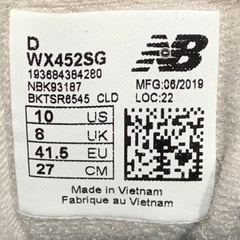 D
WX452SG
193684384280
NBK93187
BKTSR6545 CLD
MFG:06/2019
LOC:22
10 US
8 UK
41.5 EU
27 CM
Made in Vietnam
Fabrique au Vietnam